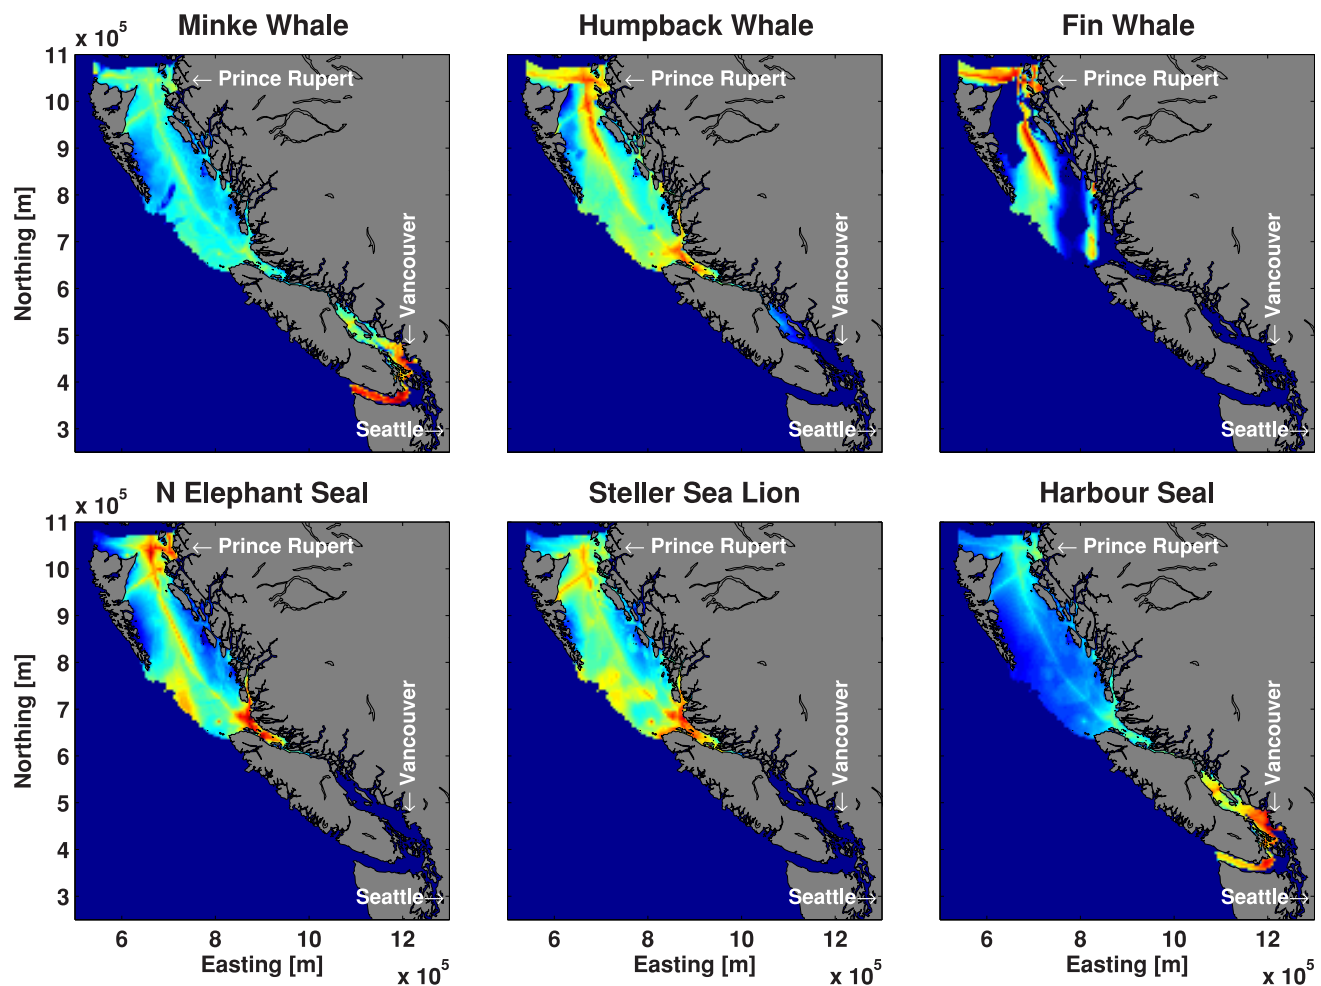 Minke Whale
Humpback Whale
Fin Whale
x 10^5
11
10
9
8
7
6
5
4
3
Northing [m]
← Prince Rupert
← Vancouver
Seattle→
← Prince Rupert
← Vancouver
Seattle→
← Prince Rupert
← Vancouver
Seattle→
N Elephant Seal
Steller Sea Lion
Harbour Seal
x 10^5
11
10
9
8
7
6
5
4
3
Northing [m]
← Prince Rupert
← Vancouver
Seattle→
← Prince Rupert
← Vancouver
Seattle→
← Prince Rupert
← Vancouver
Seattle→
6 8 10 12
6 8 10 12
6 8 10 12
Easting [m]
Easting [m]
Easting [m]
x 10^5
x 10^5
x 10^5